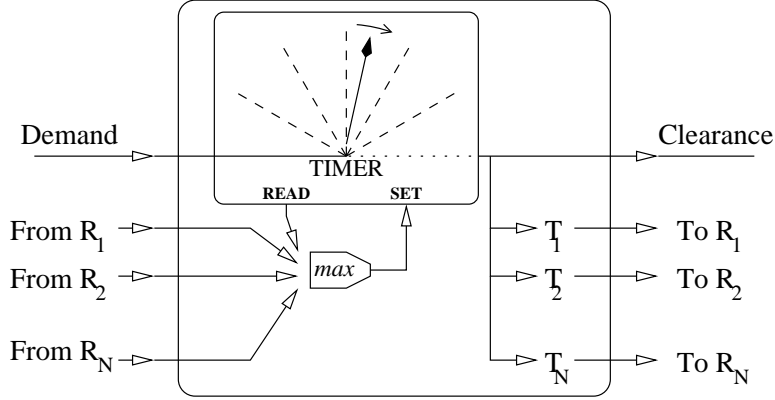 Demand
Clearance
TIMER
READ SET
From R1 T1 To R1
max
From R2 T2 To R2
From RN TN To RN